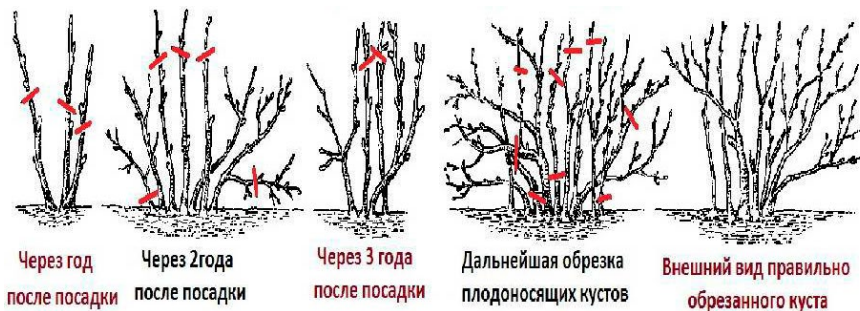 Через год
после посадки
Через 2года
после посадки
Через 3 года
после посадки
Дальнейшая обрезка
плодоносящих кустов
Внешний вид правильно
обрезанного куста